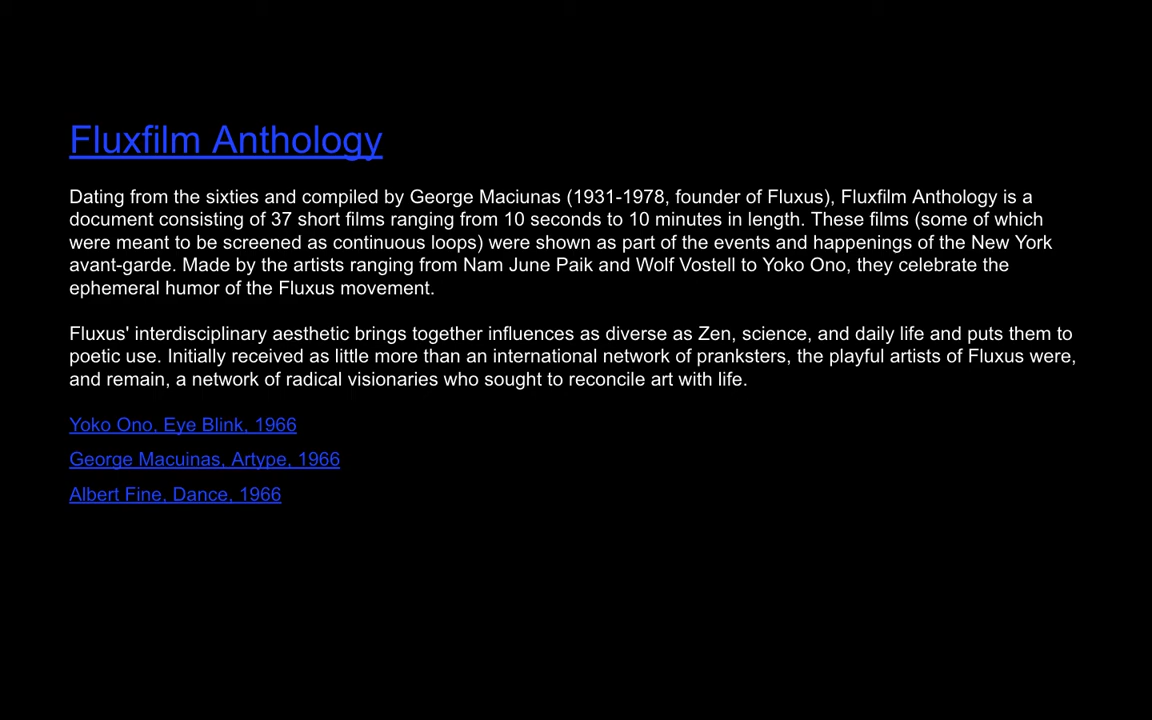 Fluxfilm Anthology
Dating from the sixties and compiled by George Maciunas (1931-1978, founder of Fluxus), Fluxfilm Anthology is a
document consisting of 37 short films ranging from 10 seconds to 10 minutes in length. These films (some of which
were meant to be screened as continuous loops) were shown as part of the events and happenings of the New York
avant-garde. Made by the artists ranging from Nam June Paik and Wolf Vostell to Yoko Ono, they celebrate the
ephemeral humor of the Fluxus movement.
Fluxus' interdisciplinary aesthetic brings together influences as diverse as Zen, science, and daily life and puts them to
poetic use. Initially received as little more than an international network of pranksters, the playful artists of Fluxus were,
and remain, a network of radical visionaries who sought to reconcile art with life.
Yoko Ono, Eye Blink, 1966
George Macuinas, Artype, 1966
Albert Fine, Dance, 1966